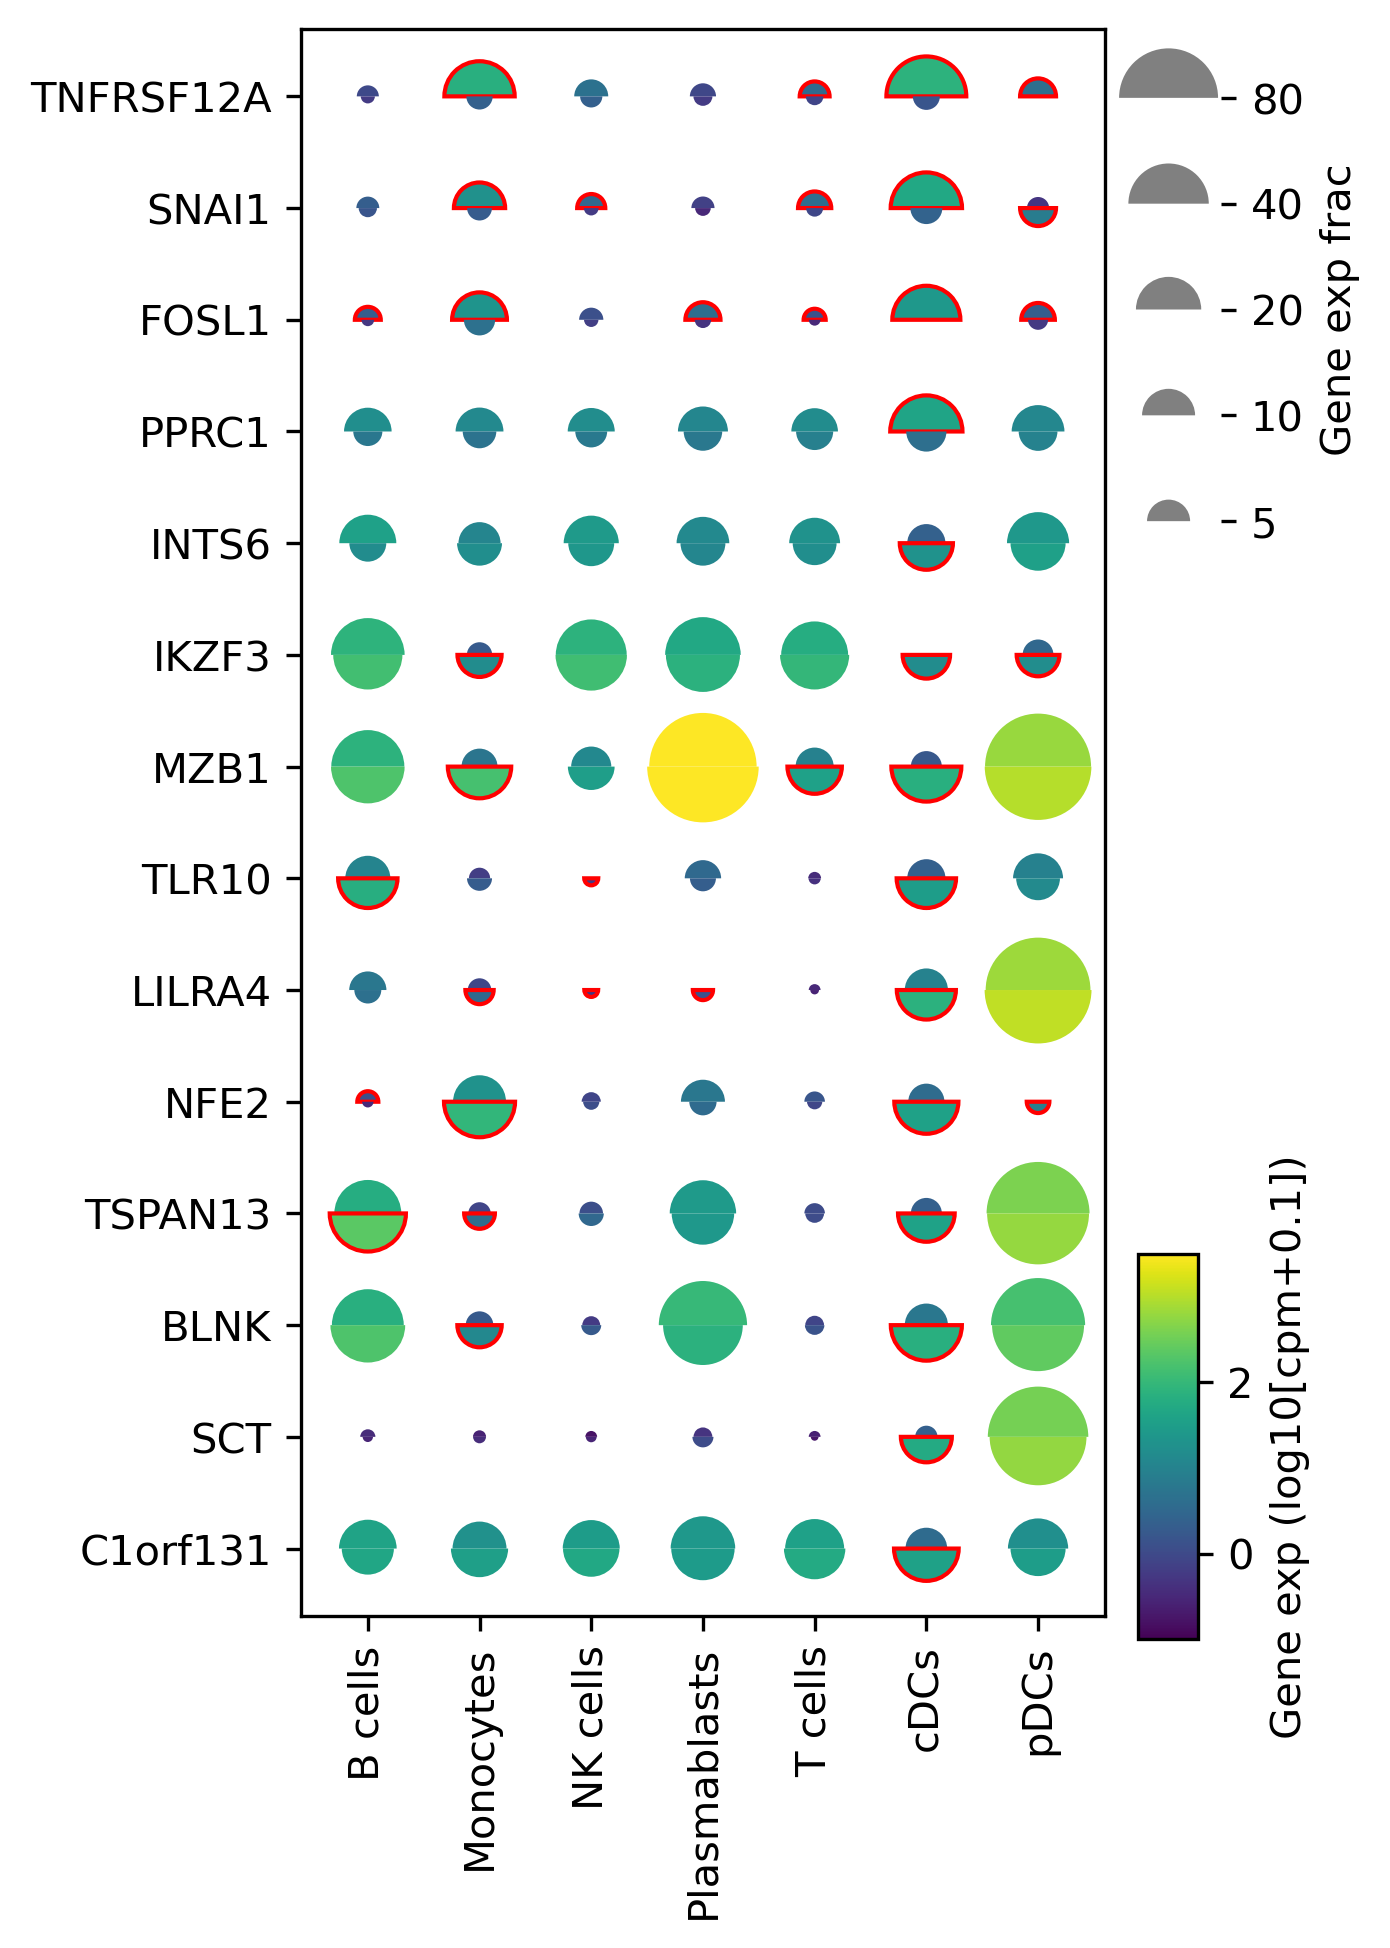 TNFRSF12A
SNAI1
FOSL1
PPRC1
INTS6
IKZF3
MZB1
TLR10
LILRA4
NFE2
TSPAN13
BLNK
SCT
C1orf131
B cells
Monocytes
NK cells
Plasmablasts
T cells
cDCs
pDCs
80
40
20
10
5
Gene exp frac
2
0
Gene exp (log10[cpm+0.1])